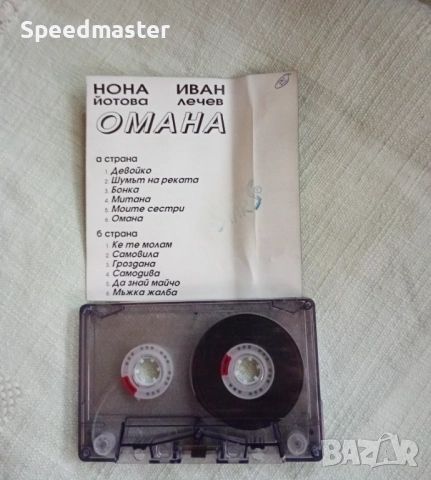 Speedmaster
НОНА ИВАН
ЙОТОВА ЛЕЧЕВ
ОМАНА
а страна
1. Девойко
2. Шумът на реката
3. Бонка
4. Митана
5. Моите сестри
6. Омана
б страна
1. Ке те молам
2. Самовила
3. Гроздана
4. Самодива
5. Да знай майчо
6. Мъжка жалба
BAZAR